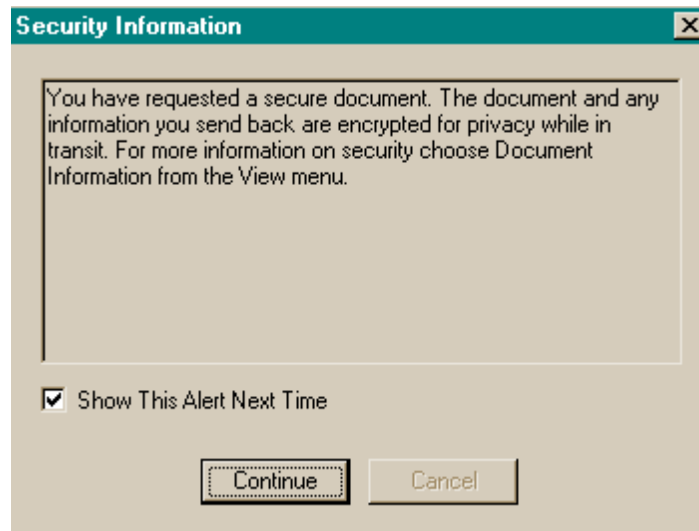 Security Information
You have requested a secure document. The document and any
information you send back are encrypted for privacy while in
transit. For more information on security choose Document
Information from the View menu.
Show This Alert Next Time
Continue
Cancel